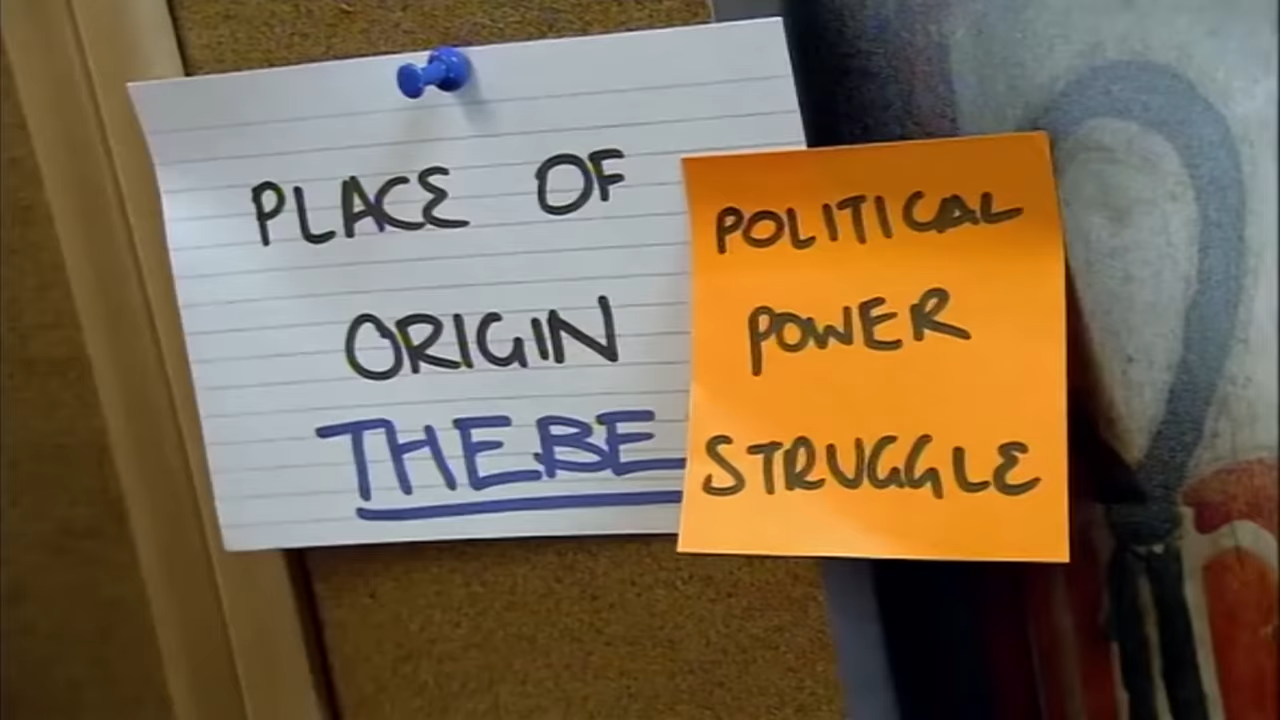 PLACE OF
ORIGIN
THEBE
POLITICAL
POWER
STRUGGLE